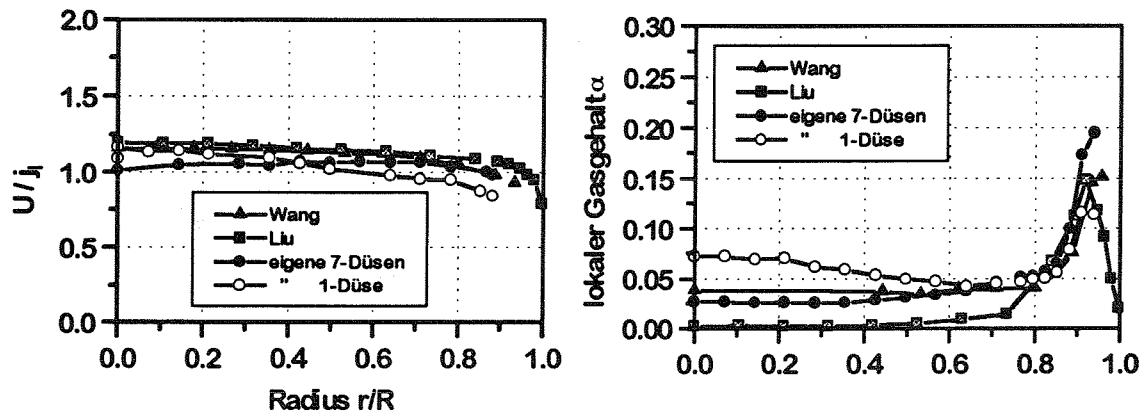 2.0
1.5
1.0
0.5
0.0
U / jl
Wang
Liu
eigene 7-Düsen
" 1-Düse
0.0 0.2 0.4 0.6 0.8 1.0
Radius r/R
0.30
0.25
0.20
0.15
0.10
0.05
0.00
lokaler Gasgehalt α
Wang
Liu
eigene 7-Düsen
" 1-Düse
0.0 0.2 0.4 0.6 0.8 1.0